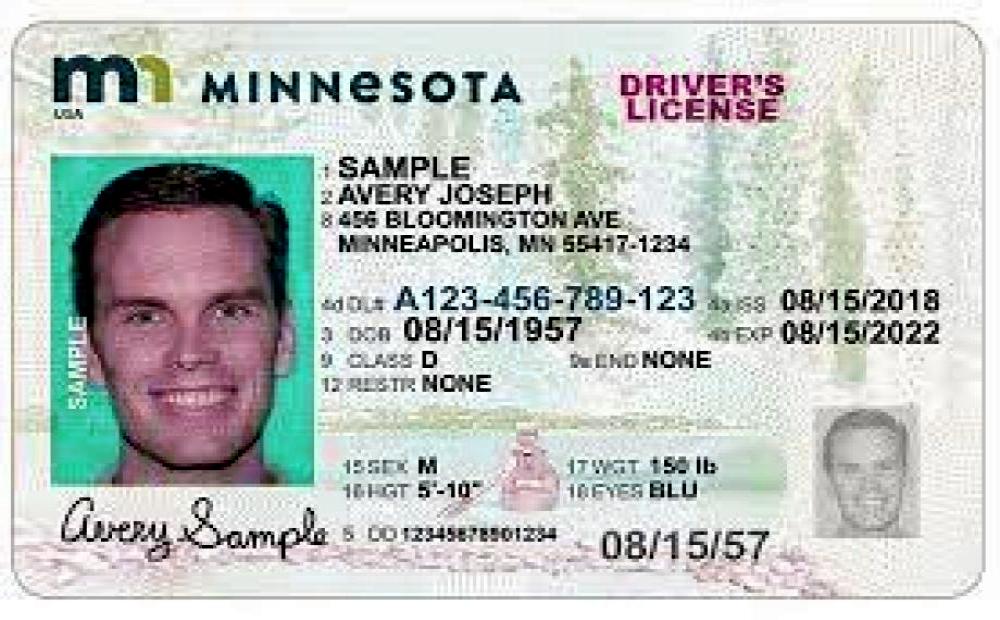 mn MINNESOTA
USA
DRIVER'S
LICENSE
1 SAMPLE
2 AVERY JOSEPH
8 456 BLOOMINGTON AVE
MINNEAPOLIS, MN 55417-1234
4d DL# A123-456-789-123 4a ISS 08/15/2018
3 DOB 08/15/1957 4b EXP 08/15/2022
9 CLASS D 9a END NONE
12 RESTR NONE
SAMPLE
15 SEX M 17 WGT 150 lb
16 HGT 5'-10" 18 EYES BLU
Avery Sample 5 DD 12345678901234 08/15/57